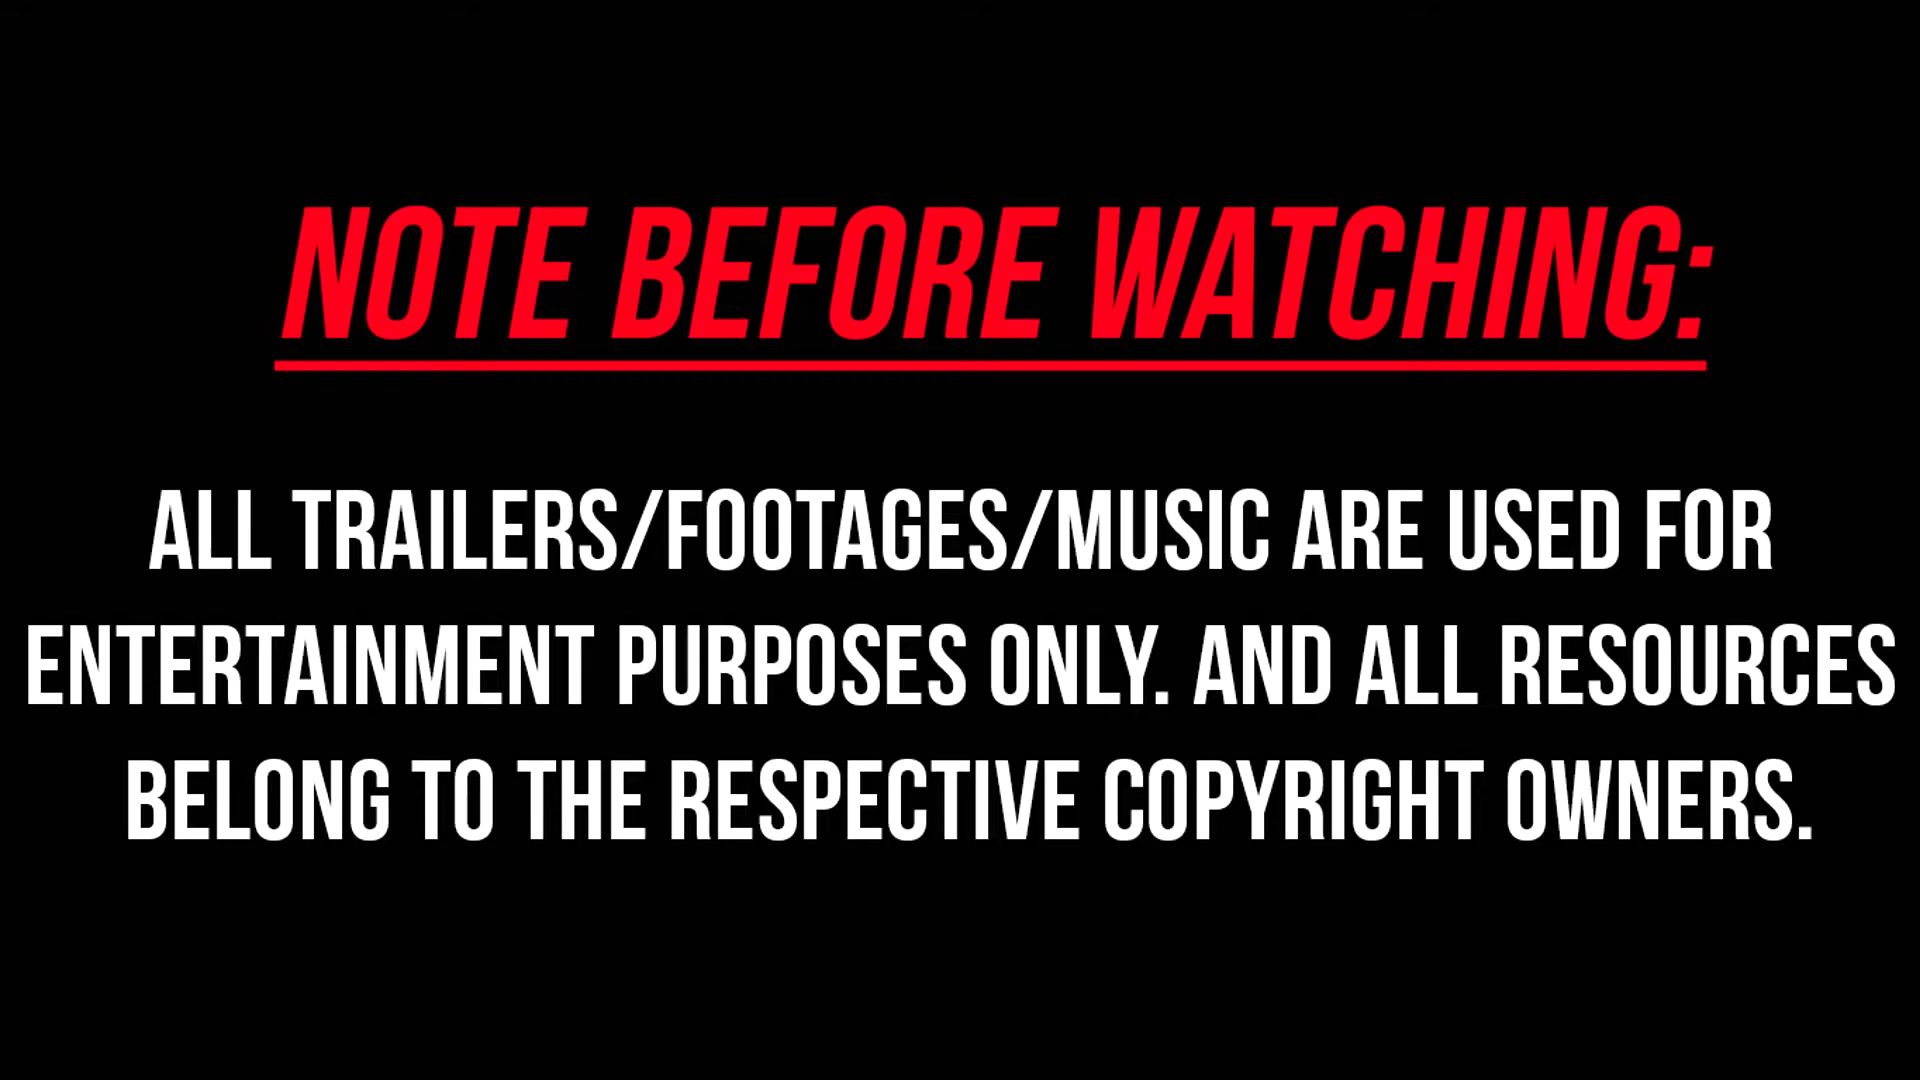 NOTE BEFORE WATCHING:
ALL TRAILERS/FOOTAGES/MUSIC ARE USED FOR
ENTERTAINMENT PURPOSES ONLY. AND ALL RESOURCES
BELONG TO THE RESPECTIVE COPYRIGHT OWNERS.